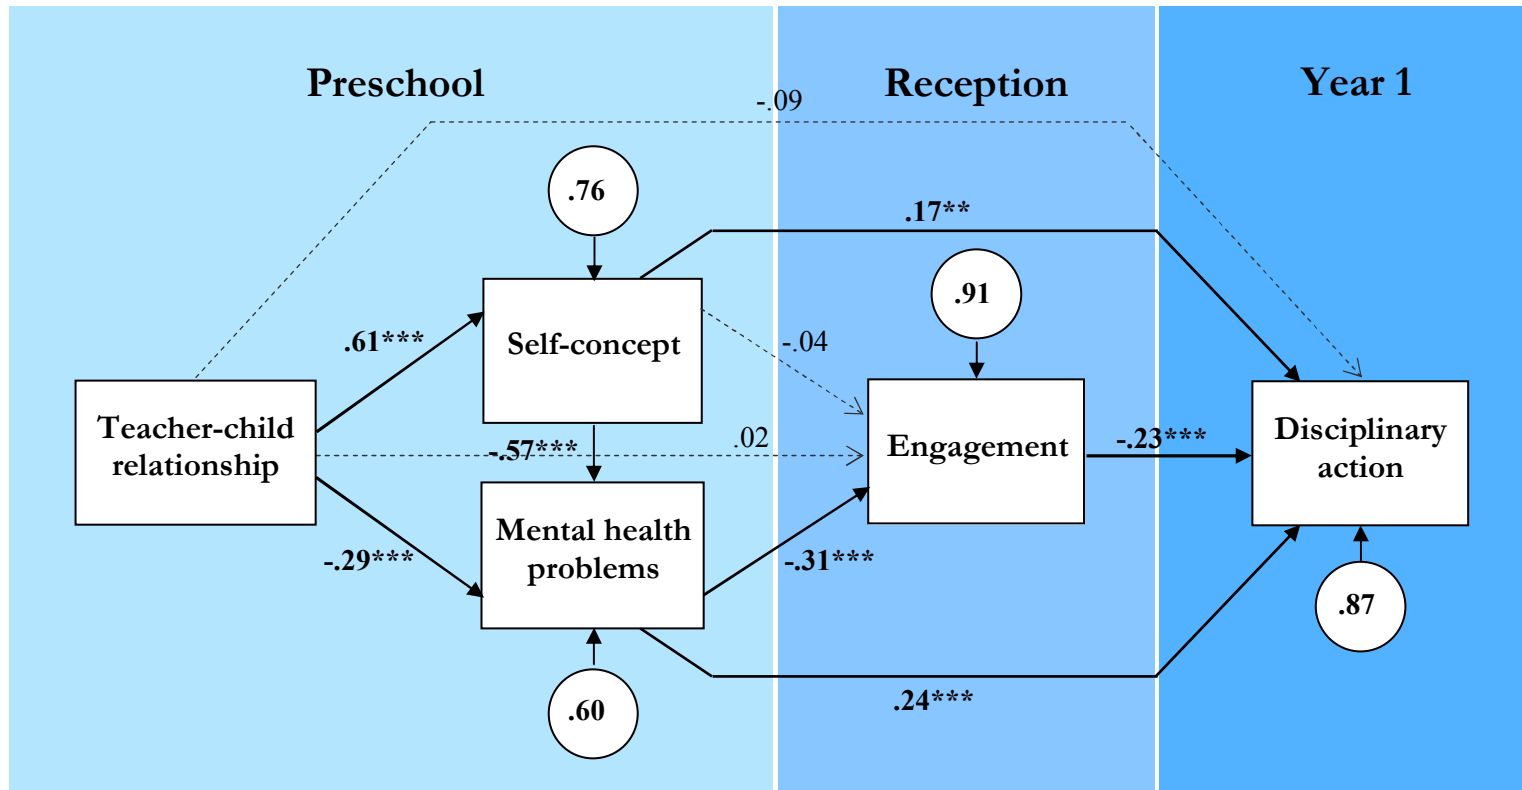 Preschool
Reception
Year 1
-.09
.76
.17**
.91
.61***
Self-concept
-.04
Teacher-child
relationship
-.57***
.02
Engagement
-.23***
Disciplinary
action
Mental health
problems
-.29***
-.31***
.87
.60
.24***